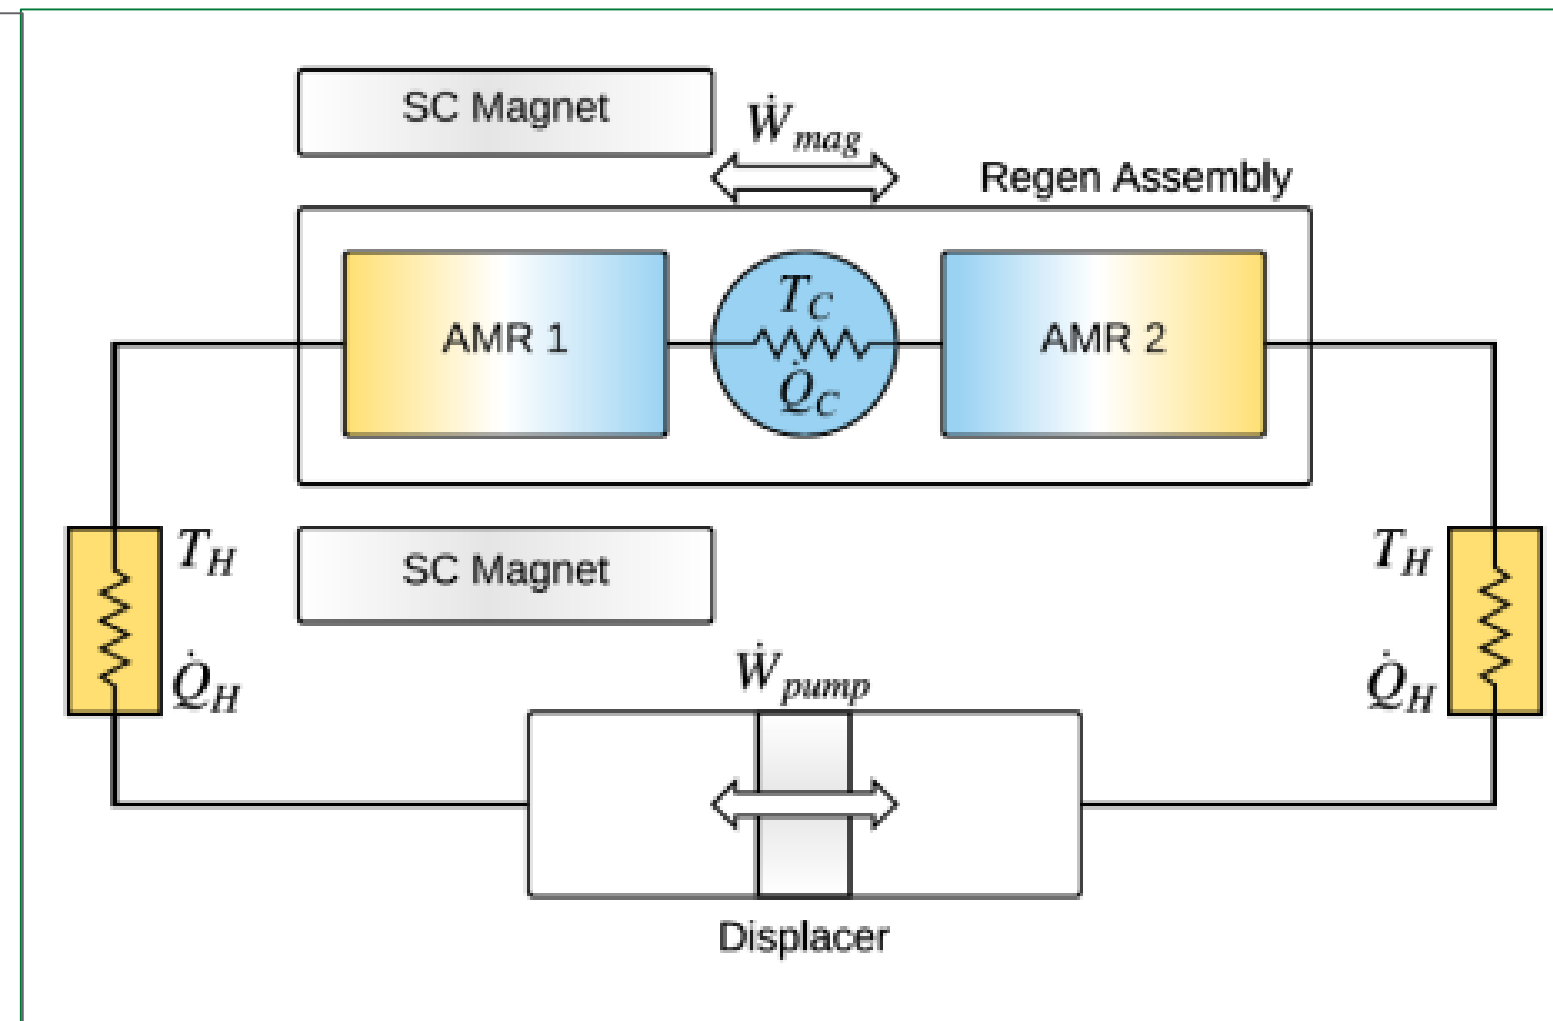 SC Magnet
Ẇmag
Regen Assembly
AMR 1
TC
Q̇C
AMR 2
SC Magnet
TH
Q̇H
TH
Q̇H
Ẇpump
Displacer